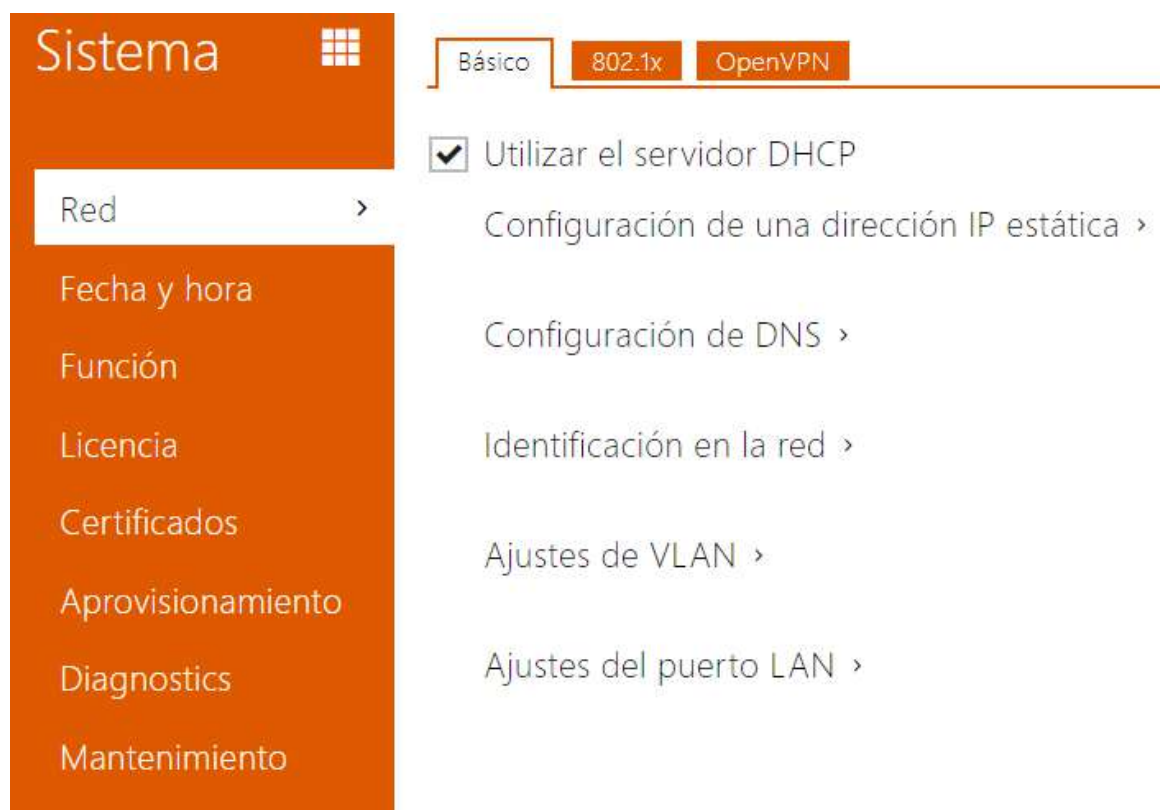 Sistema
Red
Fecha y hora
Función
Licencia
Certificados
Aprovisionamiento
Diagnostics
Mantenimiento
Básico 802.1x OpenVPN
Utilizar el servidor DHCP
Configuración de una dirección IP estática
Configuración de DNS
Identificación en la red
Ajustes de VLAN
Ajustes del puerto LAN